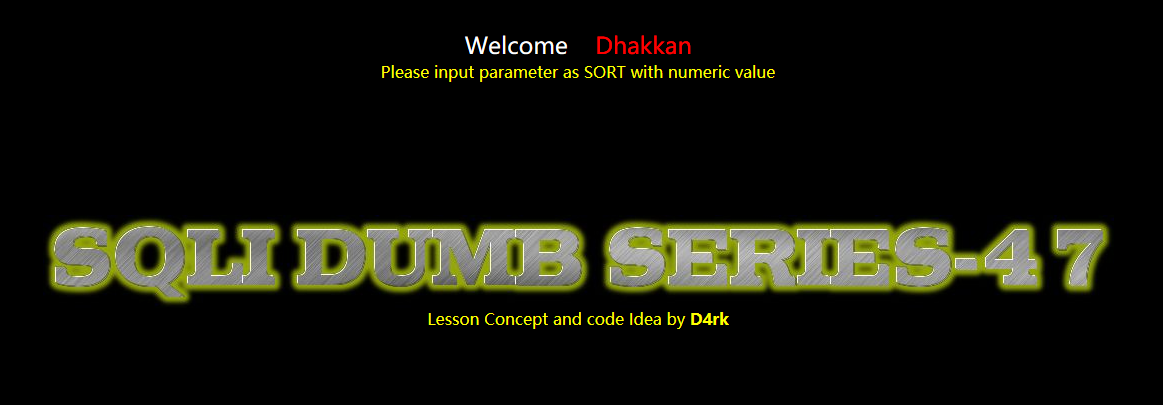 Welcome Dhakkan
Please input parameter as SORT with numeric value
SQLI DUMB SERIES-47
Lesson Concept and code Idea by D4rk